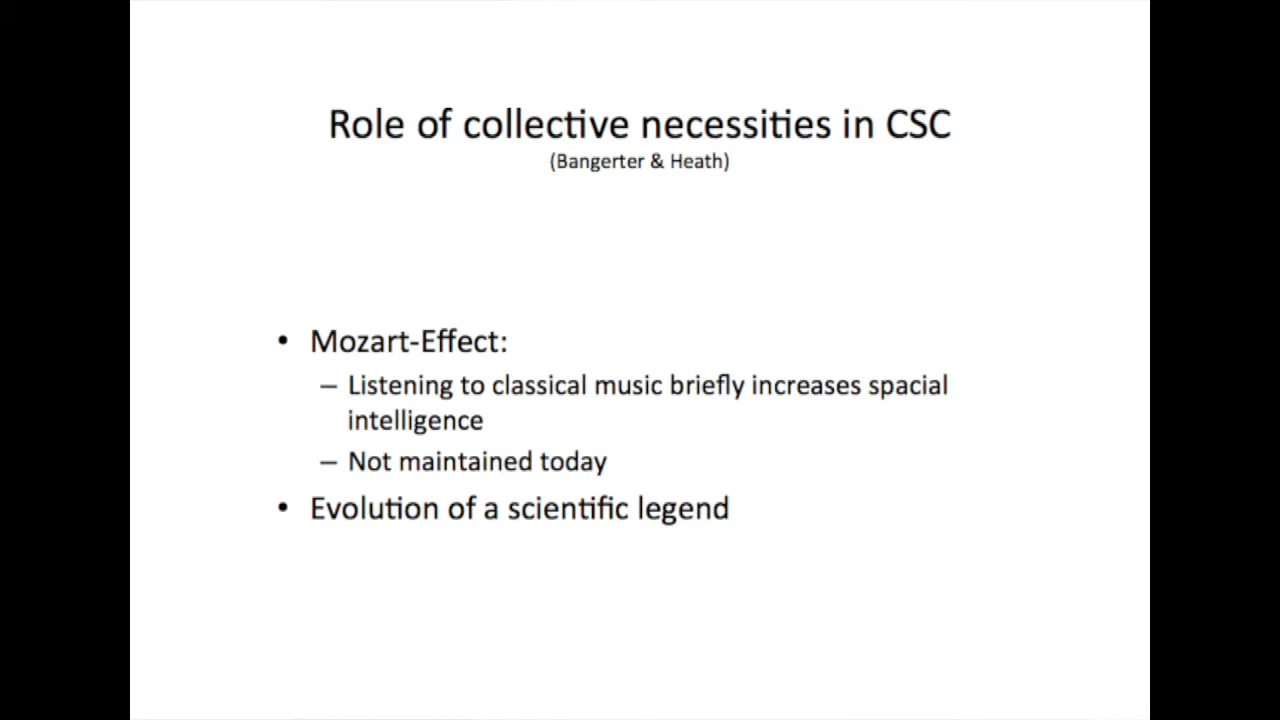 Role of collective necessities in CSC
(Bangerter & Heath)
• Mozart-Effect:
– Listening to classical music briefly increases spacial
intelligence
– Not maintained today
• Evolution of a scientific legend